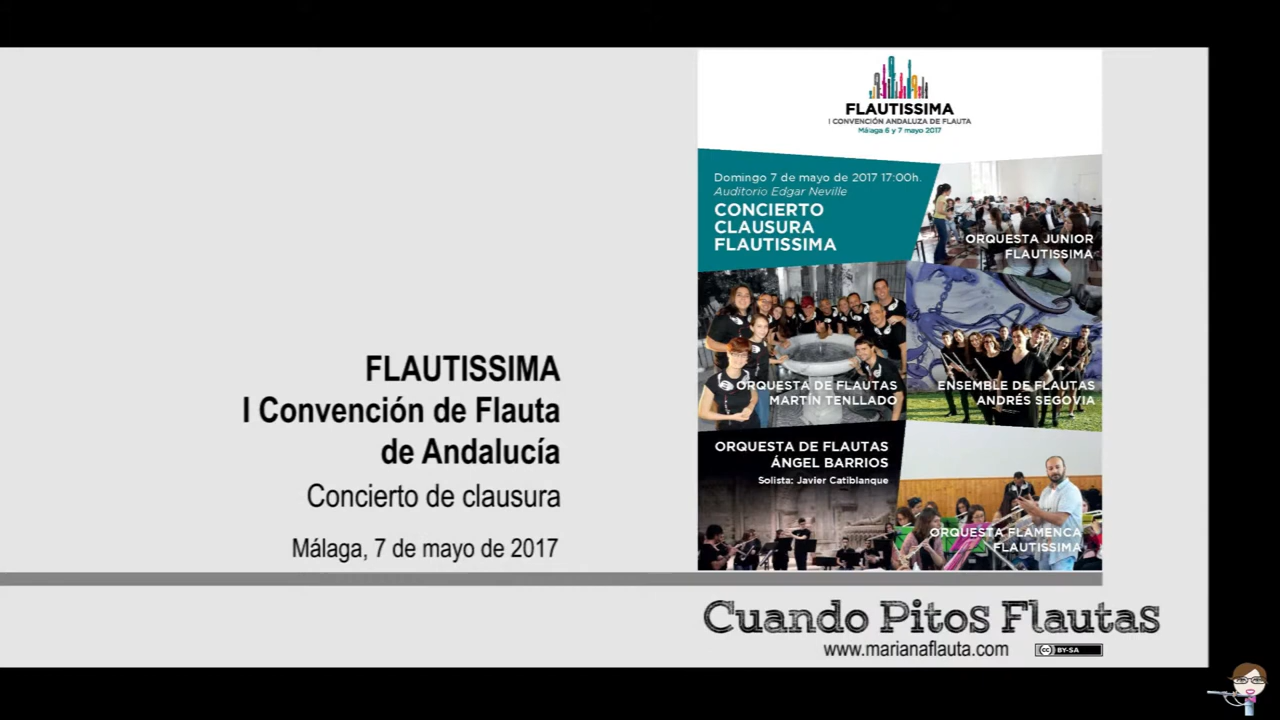 FLAUTISSIMA
I Convención de Flauta
de Andalucía
Concierto de clausura
Málaga, 7 de mayo de 2017
FLAUTISSIMA
I CONVENCIÓN ANDALUZA DE FLAUTA
Málaga 6 y 7 mayo 2017
Domingo 7 de mayo de 2017 17:00h.
Auditorio Edgar Neville
CONCIERTO
CLAUSURA
FLAUTISSIMA
ORQUESTA JUNIOR
FLAUTISSIMA
ORQUESTA DE FLAUTAS
MARTÍN TENLLADO
ENSEMBLE DE FLAUTAS
ANDRÉS SEGOVIA
ORQUESTA DE FLAUTAS
ÁNGEL BARRIOS
Solista: Javier Catiblanque
ORQUESTA FLAMENCA
FLAUTISSIMA
Cuando Pitos Flautas
www.marianaflauta.com
cc BY-SA